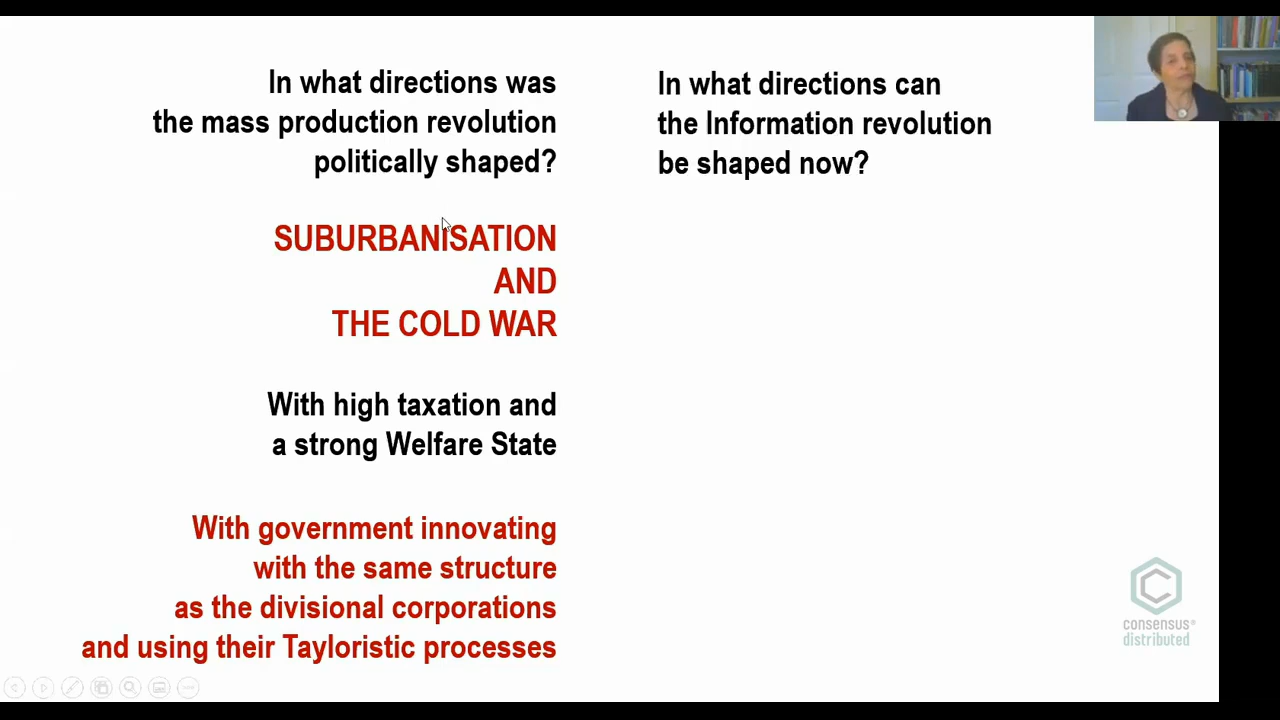 In what directions was
the mass production revolution
politically shaped?
SUBURBANISATION
AND
THE COLD WAR
With high taxation and
a strong Welfare State
With government innovating
with the same structure
as the divisional corporations
and using their Tayloristic processes
In what directions can
the Information revolution
be shaped now?
consensus®
distributed